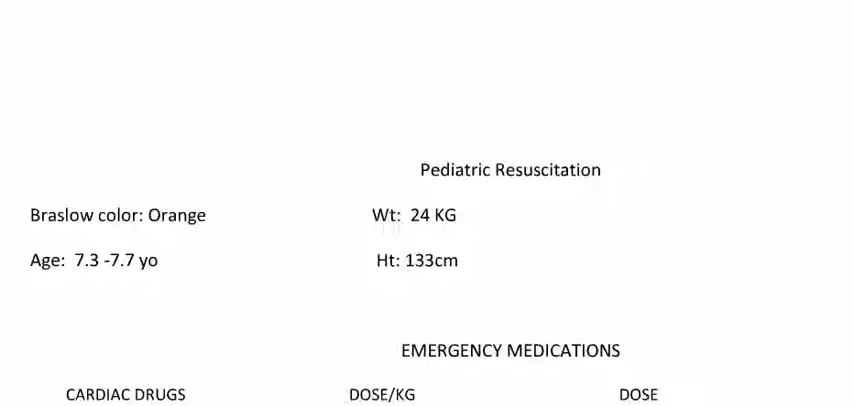 Pediatric Resuscitation
Braslow color: Orange Wt: 24 KG
Age: 7.3 -7.7 yo Ht: 133cm
EMERGENCY MEDICATIONS
CARDIAC DRUGS DOSE/KG DOSE